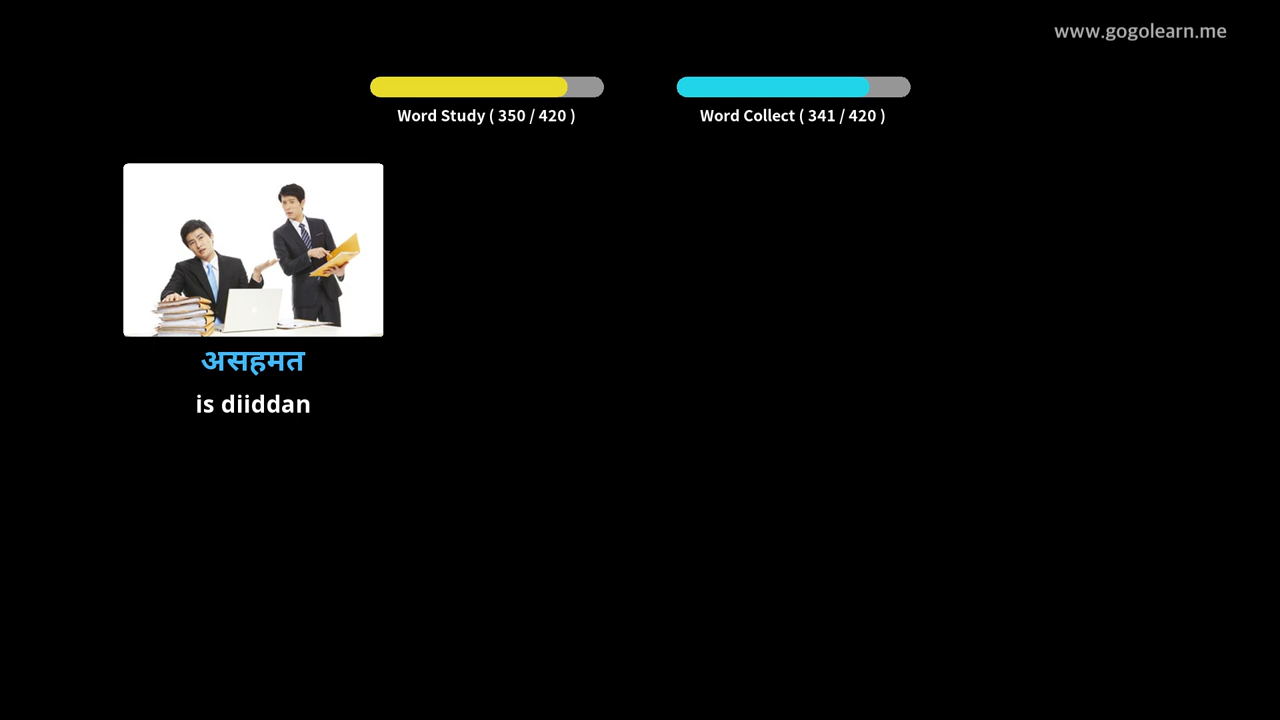 www.gogolearn.me
Word Study ( 350 / 420 )
Word Collect ( 341 / 420 )
असहमत
is diiddan